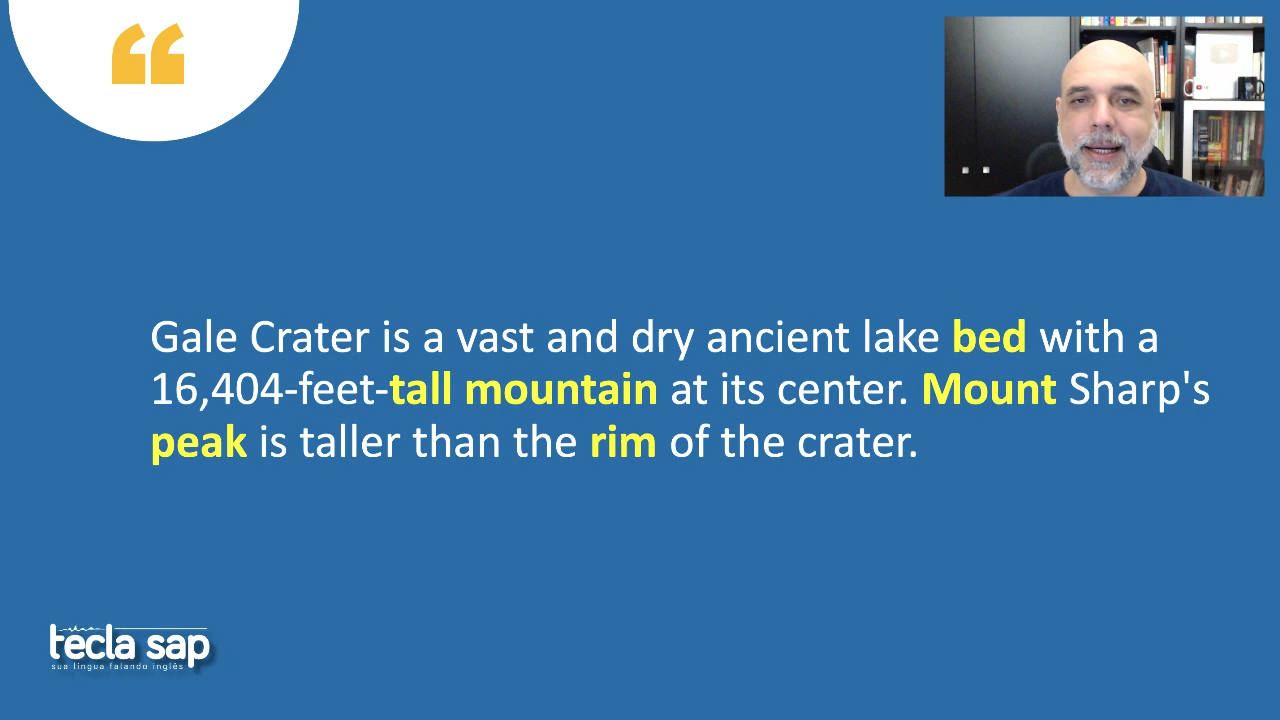 “
Gale Crater is a vast and dry ancient lake bed with a
16,404-feet-tall mountain at its center. Mount Sharp's
peak is taller than the rim of the crater.
tecla sap
sua língua falando inglês